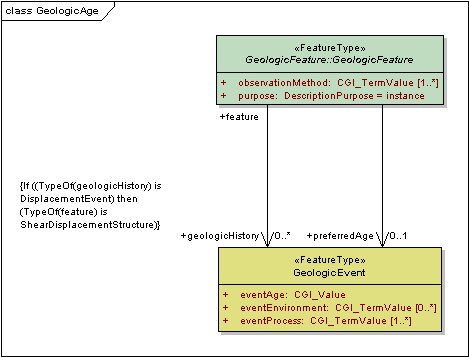 class GeologicAge
«FeatureType»
GeologicFeature::GeologicFeature
+ observationMethod: CGI_TermValue [1..*]
+ purpose: DescriptionPurpose = instance
+feature
{If ((TypeOf(geologicHistory) is
DisplacementEvent) then
(TypeOf(feature) is
ShearDisplacementStructure)}
+geologicHistory 0..* +preferredAge 0..1
«FeatureType»
GeologicEvent
+ eventAge: CGI_Value
+ eventEnvironment: CGI_TermValue [0..*]
+ eventProcess: CGI_TermValue [1..*]